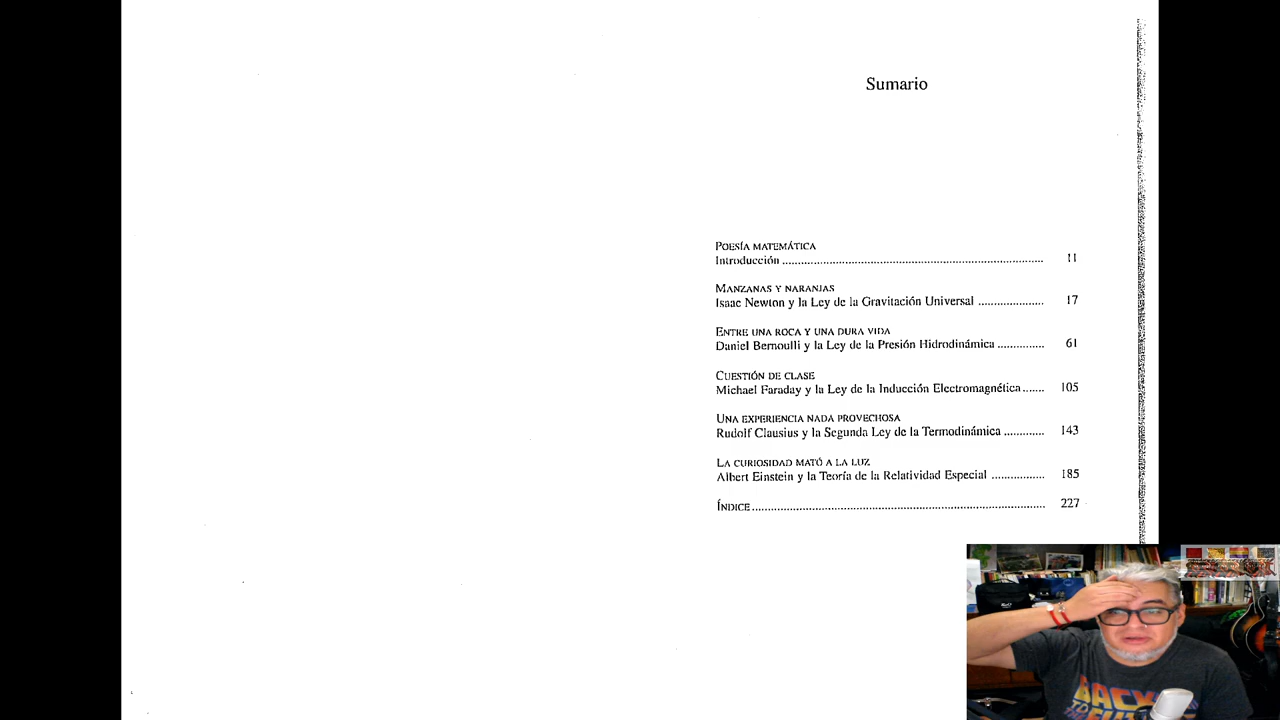 Sumario
POESÍA MATEMÁTICA
Introducción ........ 11
MANZANAS Y NARANJAS
Isaac Newton y la Ley de la Gravitación Universal ........ 17
ENTRE UNA ROCA Y UNA DURA VIDA
Daniel Bernoulli y la Ley de la Presión Hidrodinámica ........ 61
CUESTIÓN DE CLASE
Michael Faraday y la Ley de la Inducción Electromagnética ....... 105
UNA EXPERIENCIA NADA PROVECHOSA
Rudolf Clausius y la Segunda Ley de la Termodinámica ........ 143
LA CURIOSIDAD MATÓ A LA LUZ
Albert Einstein y la Teoría de la Relatividad Especial ........ 185
ÍNDICE ........ 227
BACK
TO